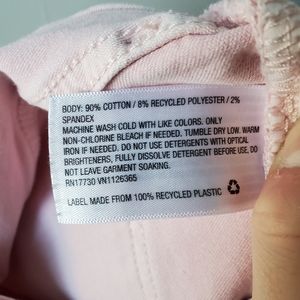 BODY: 90% COTTON / 8% RECYCLED POLYESTER / 2%
SPANDEX
MACHINE WASH COLD WITH LIKE COLORS. ONLY
NON-CHLORINE BLEACH IF NEEDED. TUMBLE DRY LOW. WARM
IRON IF NEEDED. DO NOT USE DETERGENTS WITH OPTICAL
BRIGHTENERS, FULLY DISSOLVE DETERGENT BEFORE USE. DO
NOT LEAVE GARMENT SOAKING.
RN17730 VN1126365
LABEL MADE FROM 100% RECYCLED PLASTIC